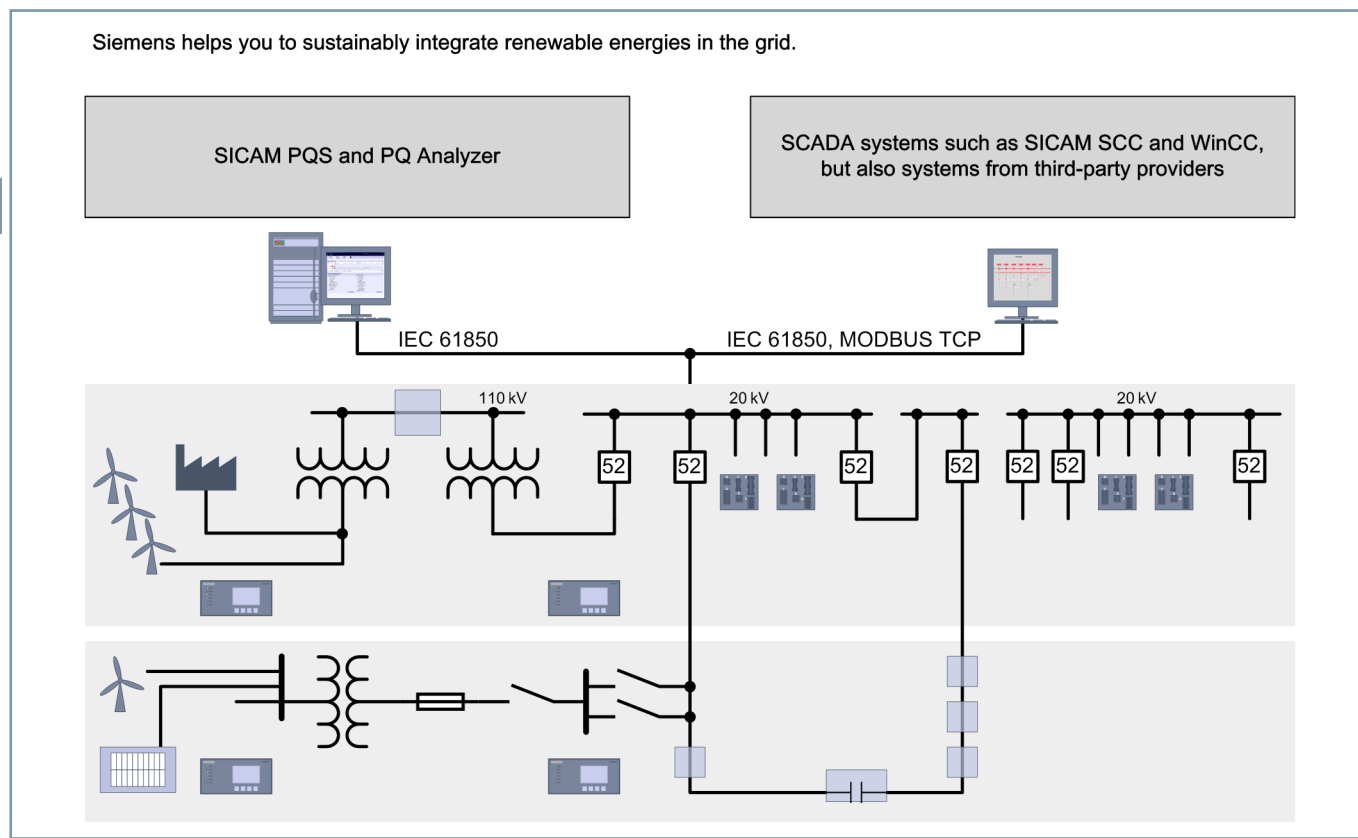 Siemens helps you to sustainably integrate renewable energies in the grid.
SICAM PQS and PQ Analyzer
SCADA systems such as SICAM SCC and WinCC,
but also systems from third-party providers
IEC 61850
IEC 61850, MODBUS TCP
110 kV
20 kV
20 kV
52
52
52
52
52
52
52